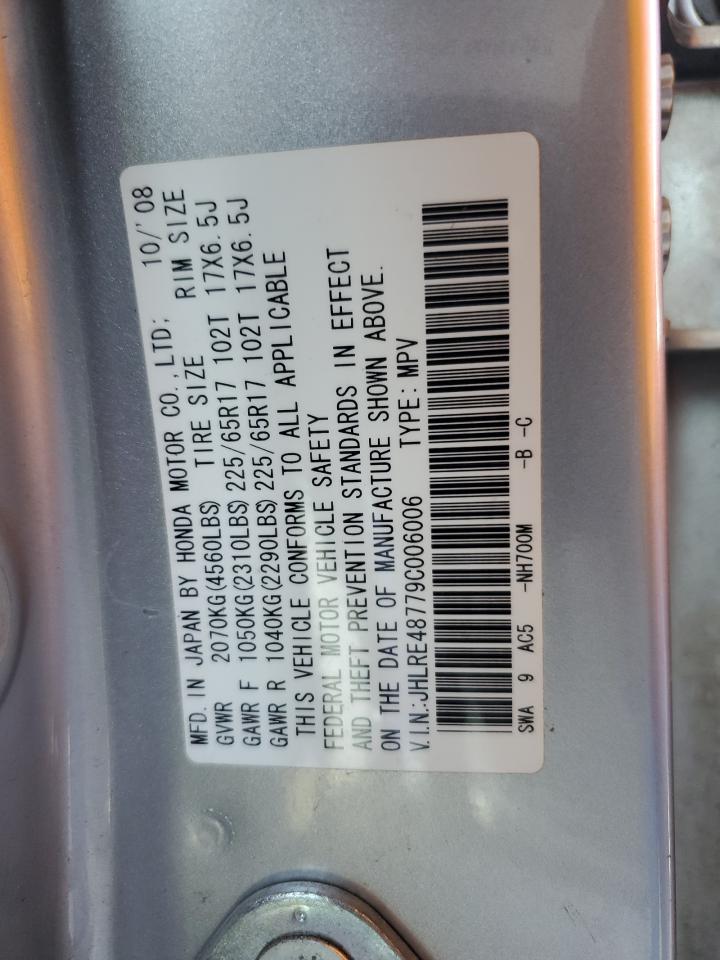 MFD. IN JAPAN BY HONDA MOTOR CO., LTD; 10/'08
GVWR 2070KG(4560LBS) TIRE SIZE RIM SIZE
GAWR F 1050KG(2310LBS) 225/65R17 102T 17X6.5J
GAWR R 1040KG(2290LBS) 225/65R17 102T 17X6.5J
THIS VEHICLE CONFORMS TO ALL APPLICABLE
FEDERAL MOTOR VEHICLE SAFETY
AND THEFT PREVENTION STANDARDS IN EFFECT
ON THE DATE OF MANUFACTURE SHOWN ABOVE.
V.I.N.:JHLRE48779C006006 TYPE: MPV
SWA 9 AC5 -NH700M -B -C